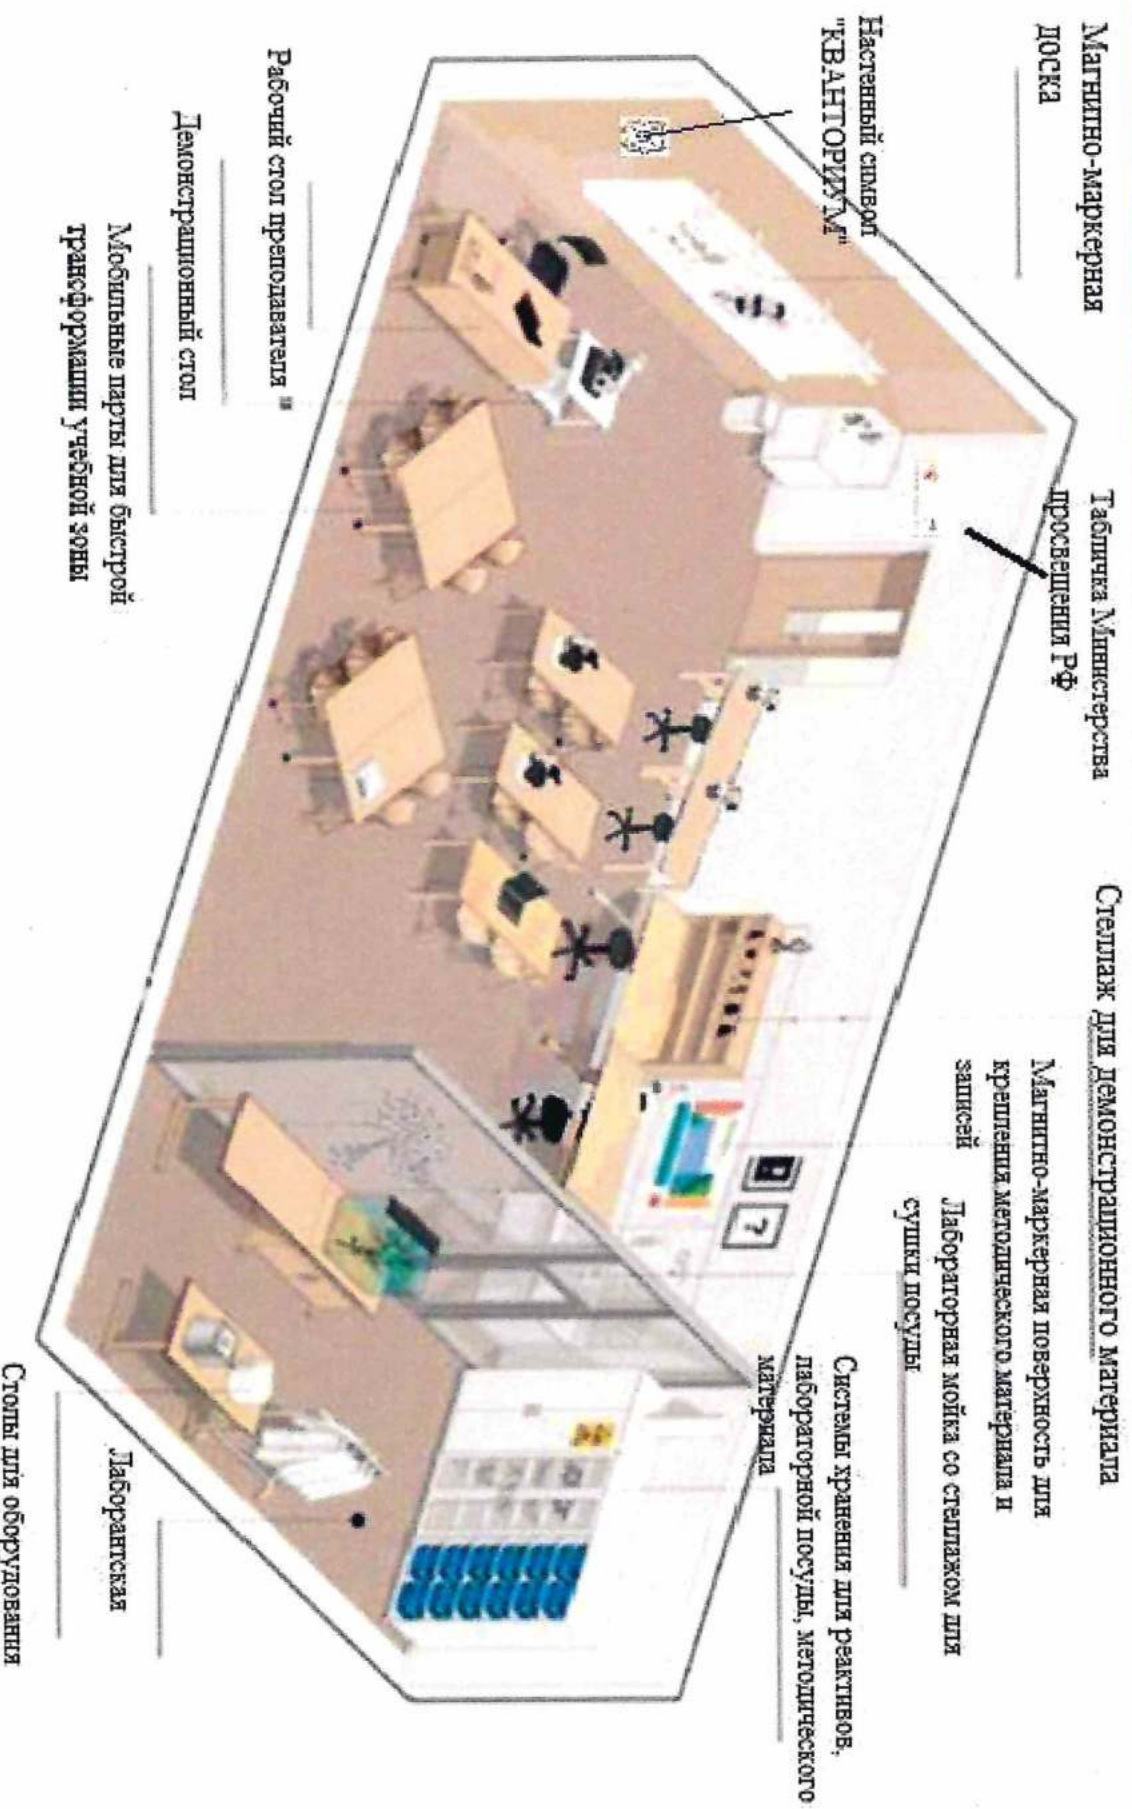 Магнитно-маркерная
доска
Настенный символ
"КВАНТОРИУМ"
Рабочий стол преподавателя
Демонстрационный стол
Мобильные парты для быстрой
трансформации учебной зоны
Табличка Министерства
просвещения РФ
Стеллаж для демонстрационного материала
Магнитно-маркерная поверхность для
крепления методического материала и
записей
Лабораторная мойка со стеллажом для
сушки посуды
Системы хранения для реактивов,
лабораторной посуды, методического
материала
Лаборантская
Столы для оборудования
?